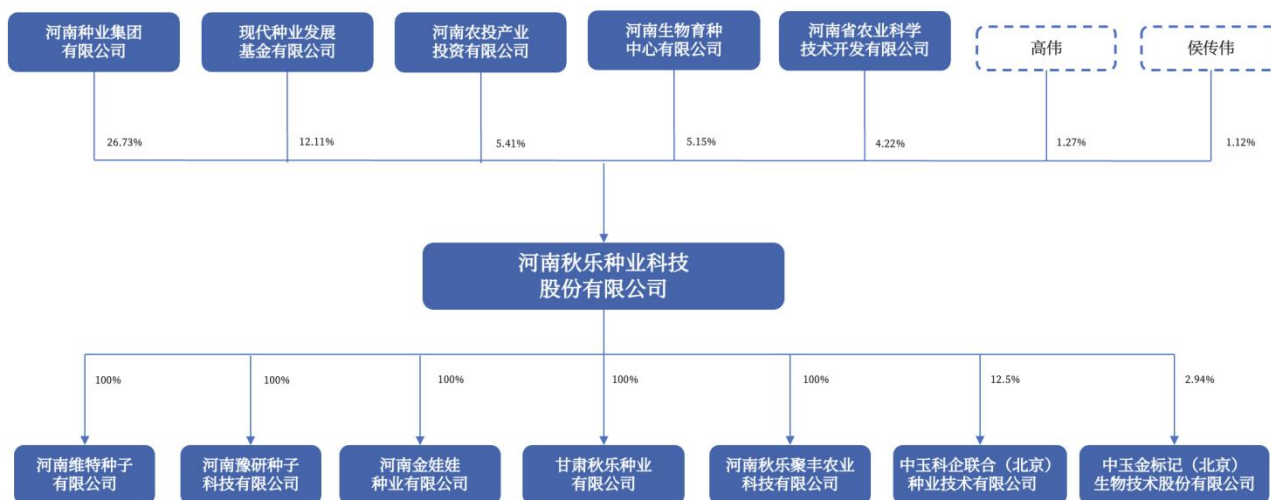 河南种业集团
有限公司
现代种业发展
基金有限公司
河南农投产业
投资有限公司
河南生物育种
中心有限公司
河南省农业科学
技术开发有限公司
高伟
侯传伟
26.73%
12.11%
5.41%
5.15%
4.22%
1.27%
1.12%
河南秋乐种业科技
股份有限公司
100%
100%
100%
100%
100%
12.5%
2.94%
河南维特种子
有限公司
河南豫研种子
科技有限公司
河南金娃娃
种业有限公司
甘肃秋乐种业
有限公司
河南秋乐聚丰农业
科技有限公司
中玉科企联合（北京）
种业技术有限公司
中玉金标记（北京）
生物技术股份有限公司